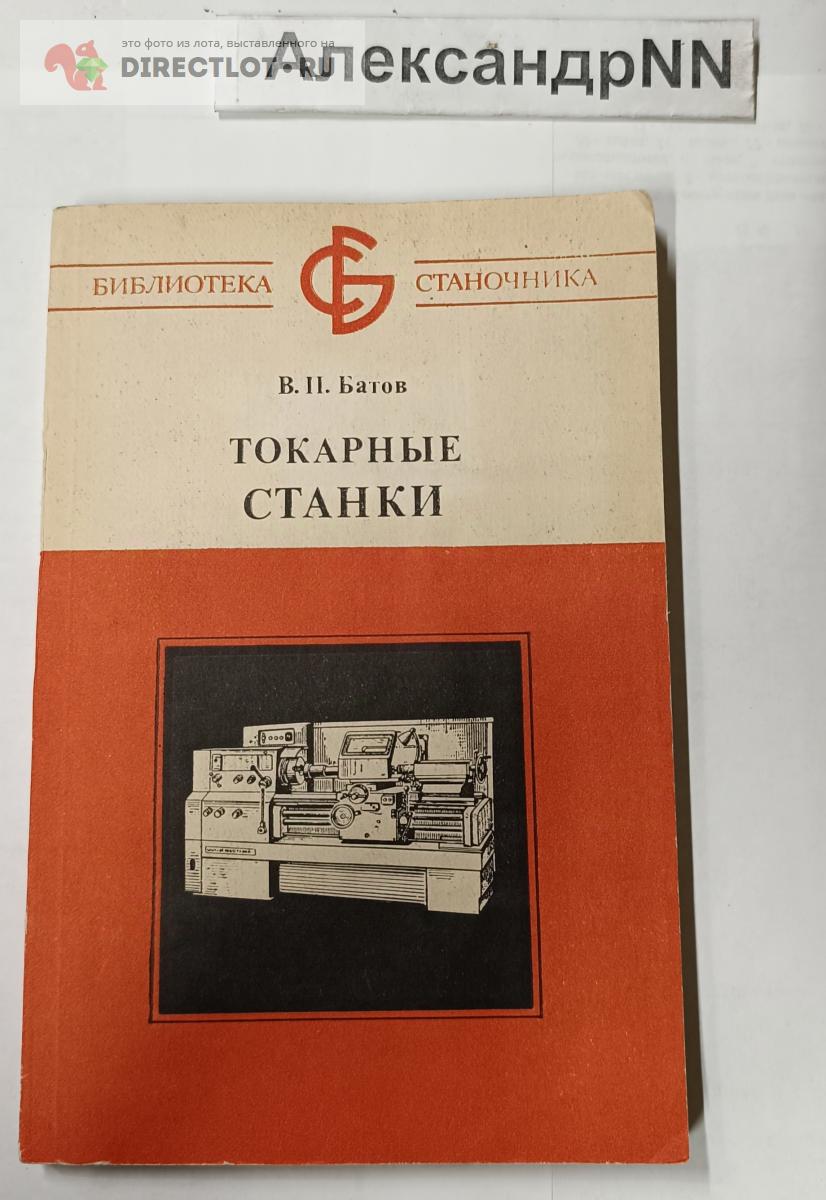 это фото из лота, выставленного на
DIRECTLOT.RU
АлександрNN
БИБЛИОТЕКА СТАНОЧНИКА
В. П. Батов
ТОКАРНЫЕ
СТАНКИ